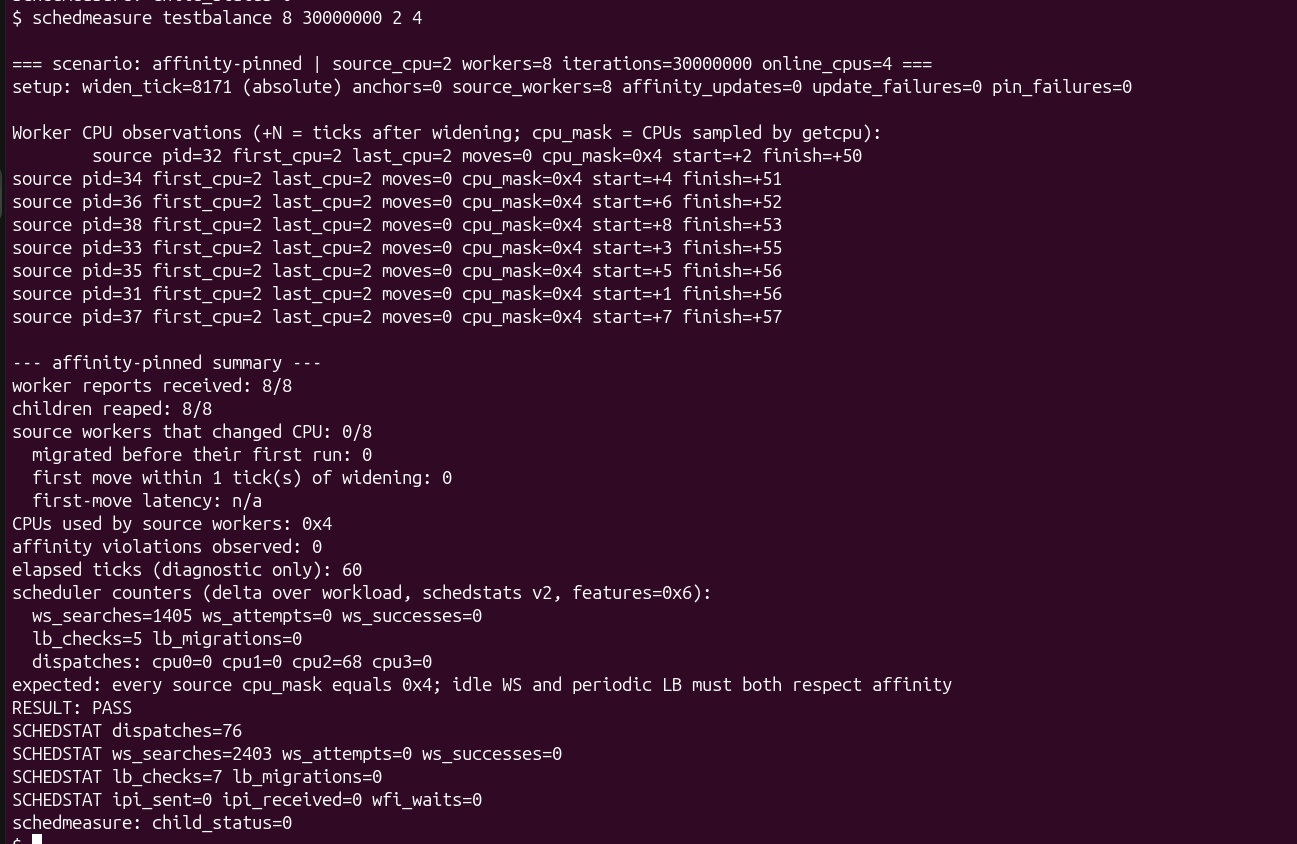 $ schedmeasure testbalance 8 30000000 2 4
=== scenario: affinity-pinned | source_cpu=2 workers=8 iterations=30000000 online_cpus=4 ===
setup: widen_tick=8171 (absolute) anchors=0 source_workers=8 affinity_updates=0 update_failures=0 pin_failures=0
Worker CPU observations (+N = ticks after widening; cpu_mask = CPUs sampled by getcpu):
source pid=32 first_cpu=2 last_cpu=2 moves=0 cpu_mask=0x4 start=+2 finish=+50
source pid=34 first_cpu=2 last_cpu=2 moves=0 cpu_mask=0x4 start=+4 finish=+51
source pid=36 first_cpu=2 last_cpu=2 moves=0 cpu_mask=0x4 start=+6 finish=+52
source pid=38 first_cpu=2 last_cpu=2 moves=0 cpu_mask=0x4 start=+8 finish=+53
source pid=33 first_cpu=2 last_cpu=2 moves=0 cpu_mask=0x4 start=+3 finish=+55
source pid=35 first_cpu=2 last_cpu=2 moves=0 cpu_mask=0x4 start=+5 finish=+56
source pid=31 first_cpu=2 last_cpu=2 moves=0 cpu_mask=0x4 start=+1 finish=+56
source pid=37 first_cpu=2 last_cpu=2 moves=0 cpu_mask=0x4 start=+7 finish=+57
--- affinity-pinned summary ---
worker reports received: 8/8
children reaped: 8/8
source workers that changed CPU: 0/8
migrated before their first run: 0
first move within 1 tick(s) of widening: 0
first-move latency: n/a
CPUs used by source workers: 0x4
affinity violations observed: 0
elapsed ticks (diagnostic only): 60
scheduler counters (delta over workload, schedstats v2, features=0x6):
ws_searches=1405 ws_attempts=0 ws_successes=0
lb_checks=5 lb_migrations=0
dispatches: cpu0=0 cpu1=0 cpu2=68 cpu3=0
expected: every source cpu_mask equals 0x4; idle WS and periodic LB must both respect affinity
RESULT: PASS
SCHEDSTAT dispatches=76
SCHEDSTAT ws_searches=2403 ws_attempts=0 ws_successes=0
SCHEDSTAT lb_checks=7 lb_migrations=0
SCHEDSTAT ipi_sent=0 ipi_received=0 wfi_waits=0
schedmeasure: child_status=0
$